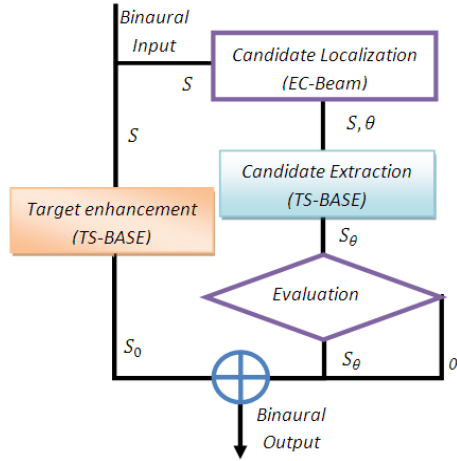 Binaural
Input
Candidate Localization
(EC-Beam)
S
S, θ
S
Candidate Extraction
(TS-BASE)
Target enhancement
(TS-BASE)
S_θ
Evaluation
S_0
S_θ
0
Binaural
Output